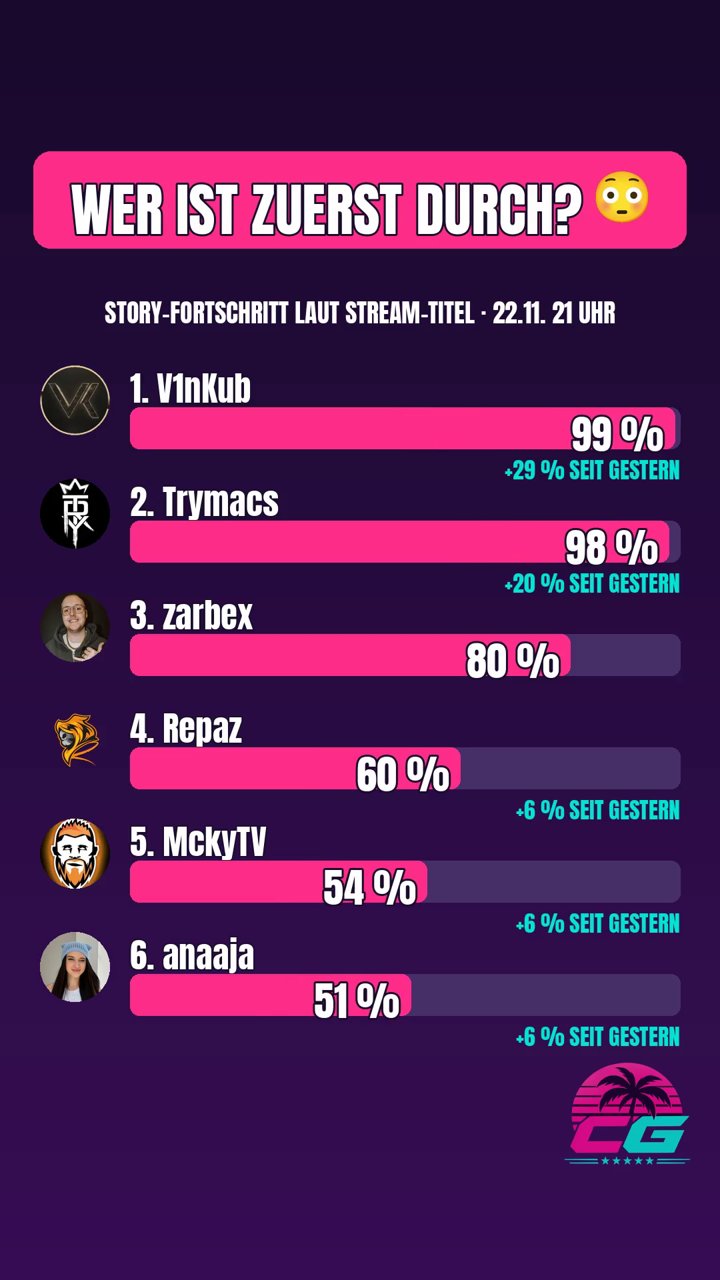 WER IST ZUERST DURCH? 😳
STORY-FORTSCHRITT LAUT STREAM-TITEL · 22.11. 21 UHR
1. V1nKub
99 %
+29 % SEIT GESTERN
2. Trymacs
98 %
+20 % SEIT GESTERN
3. zarbex
80 %
4. Repaz
60 %
+6 % SEIT GESTERN
5. MckyTV
54 %
+6 % SEIT GESTERN
6. anaaja
51 %
+6 % SEIT GESTERN
CG